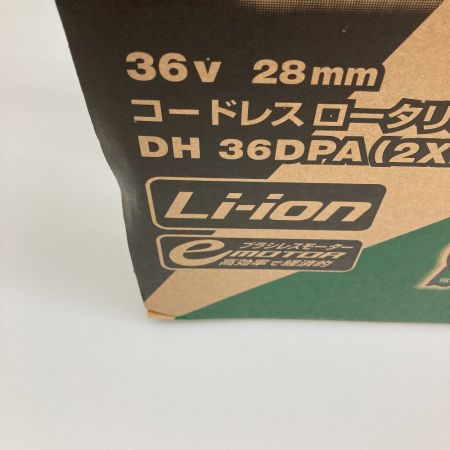 36V 28mm
コードレス ロータリ
DH 36DPA(2X
Li-ion
ブラシレスモーター
e MOTOR
高効率で経済的